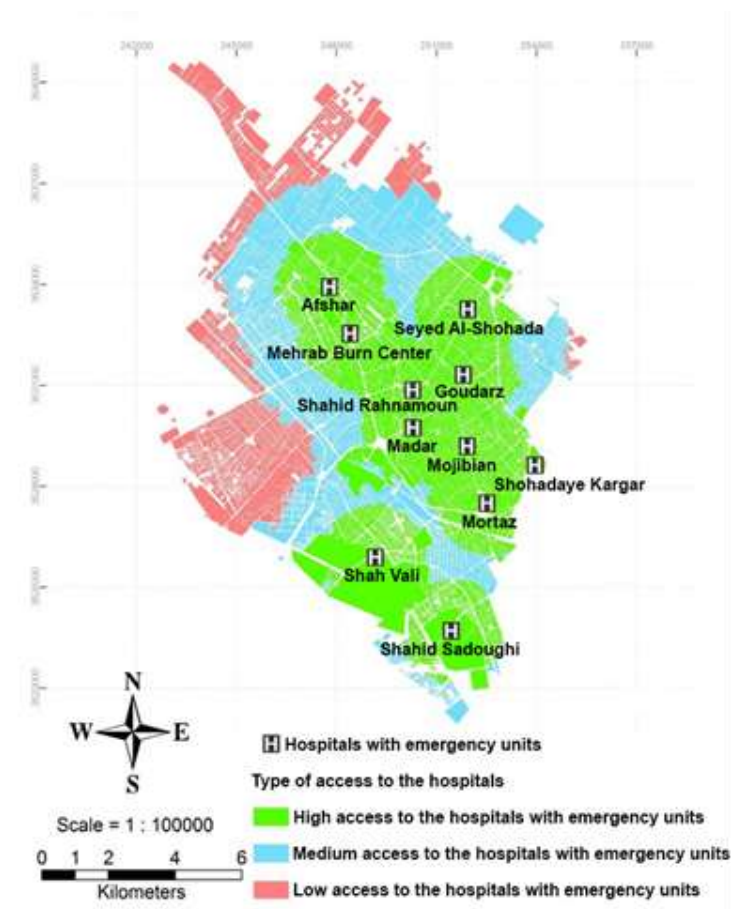 Afshar
Seyed Al-Shohada
Mehrab Burn Center
Goudarz
Shahid Rahnamoun
Madar
Mojibian
Shohadaye Kargar
Mortaz
Shah Vali
Shahid Sadoughi
N
W E
S
Hospitals with emergency units
Type of access to the hospitals
Scale = 1 : 100000
High access to the hospitals with emergency units
Medium access to the hospitals with emergency units
0 1 2 4 6
Kilometers
Low access to the hospitals with emergency units